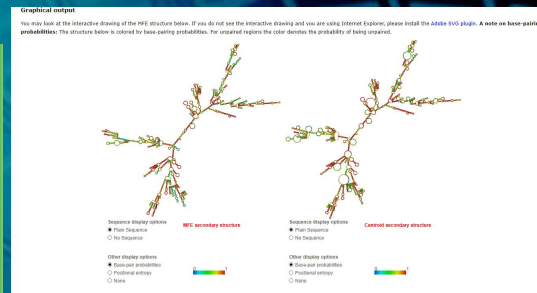 Graphical output
You may look at the interactive drawing of the MFE structure below. If you do not see the interactive drawing and you are using Internet Explorer, please install the Adobe SVG plugin. A note on base-pairi
probabilities: The structure below is colored by base-pairing probabilities. For unpaired regions the color denotes the probability of being unpaired.
Sequence display options
Plain Sequence
No Sequence
MFE secondary structure
Other display options
Base-pair probabilities
Positional entropy
None
0 1
Sequence display options
Plain Sequence
No Sequence
Centroid secondary structure
Other display options
Base-pair probabilities
Positional entropy
None
0 1